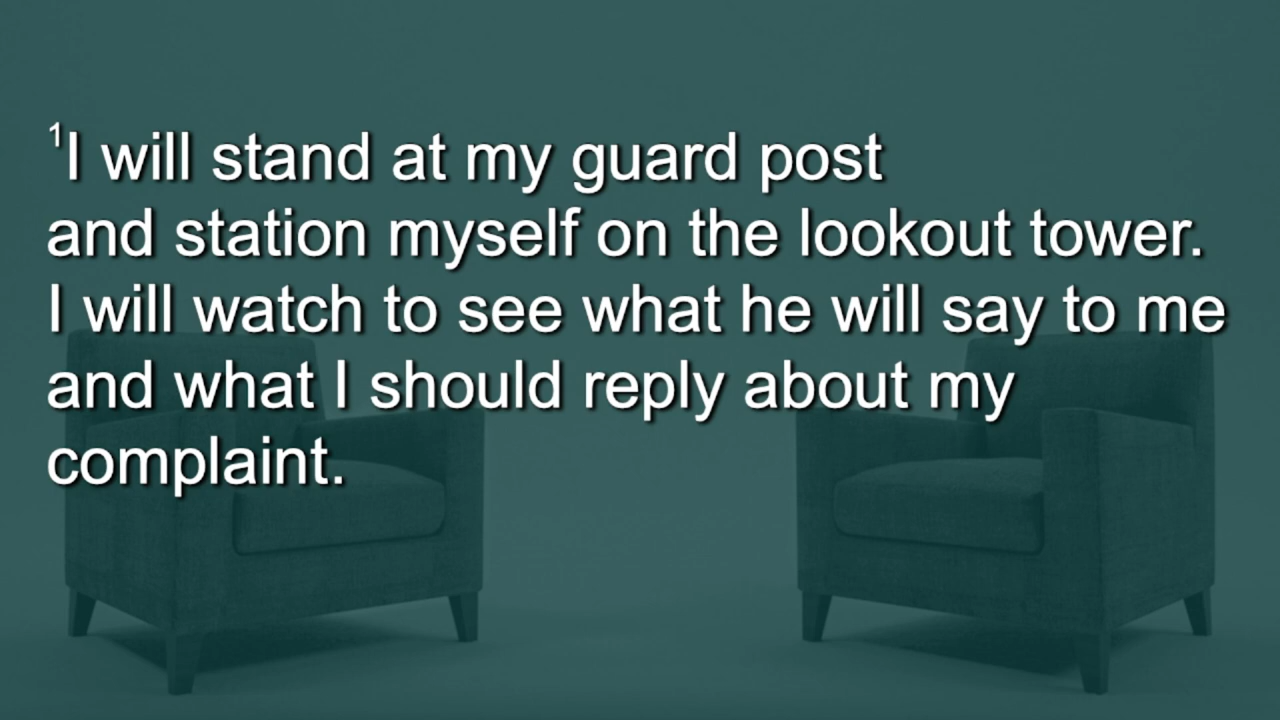 ¹I will stand at my guard post
and station myself on the lookout tower.
I will watch to see what he will say to me
and what I should reply about my
complaint.